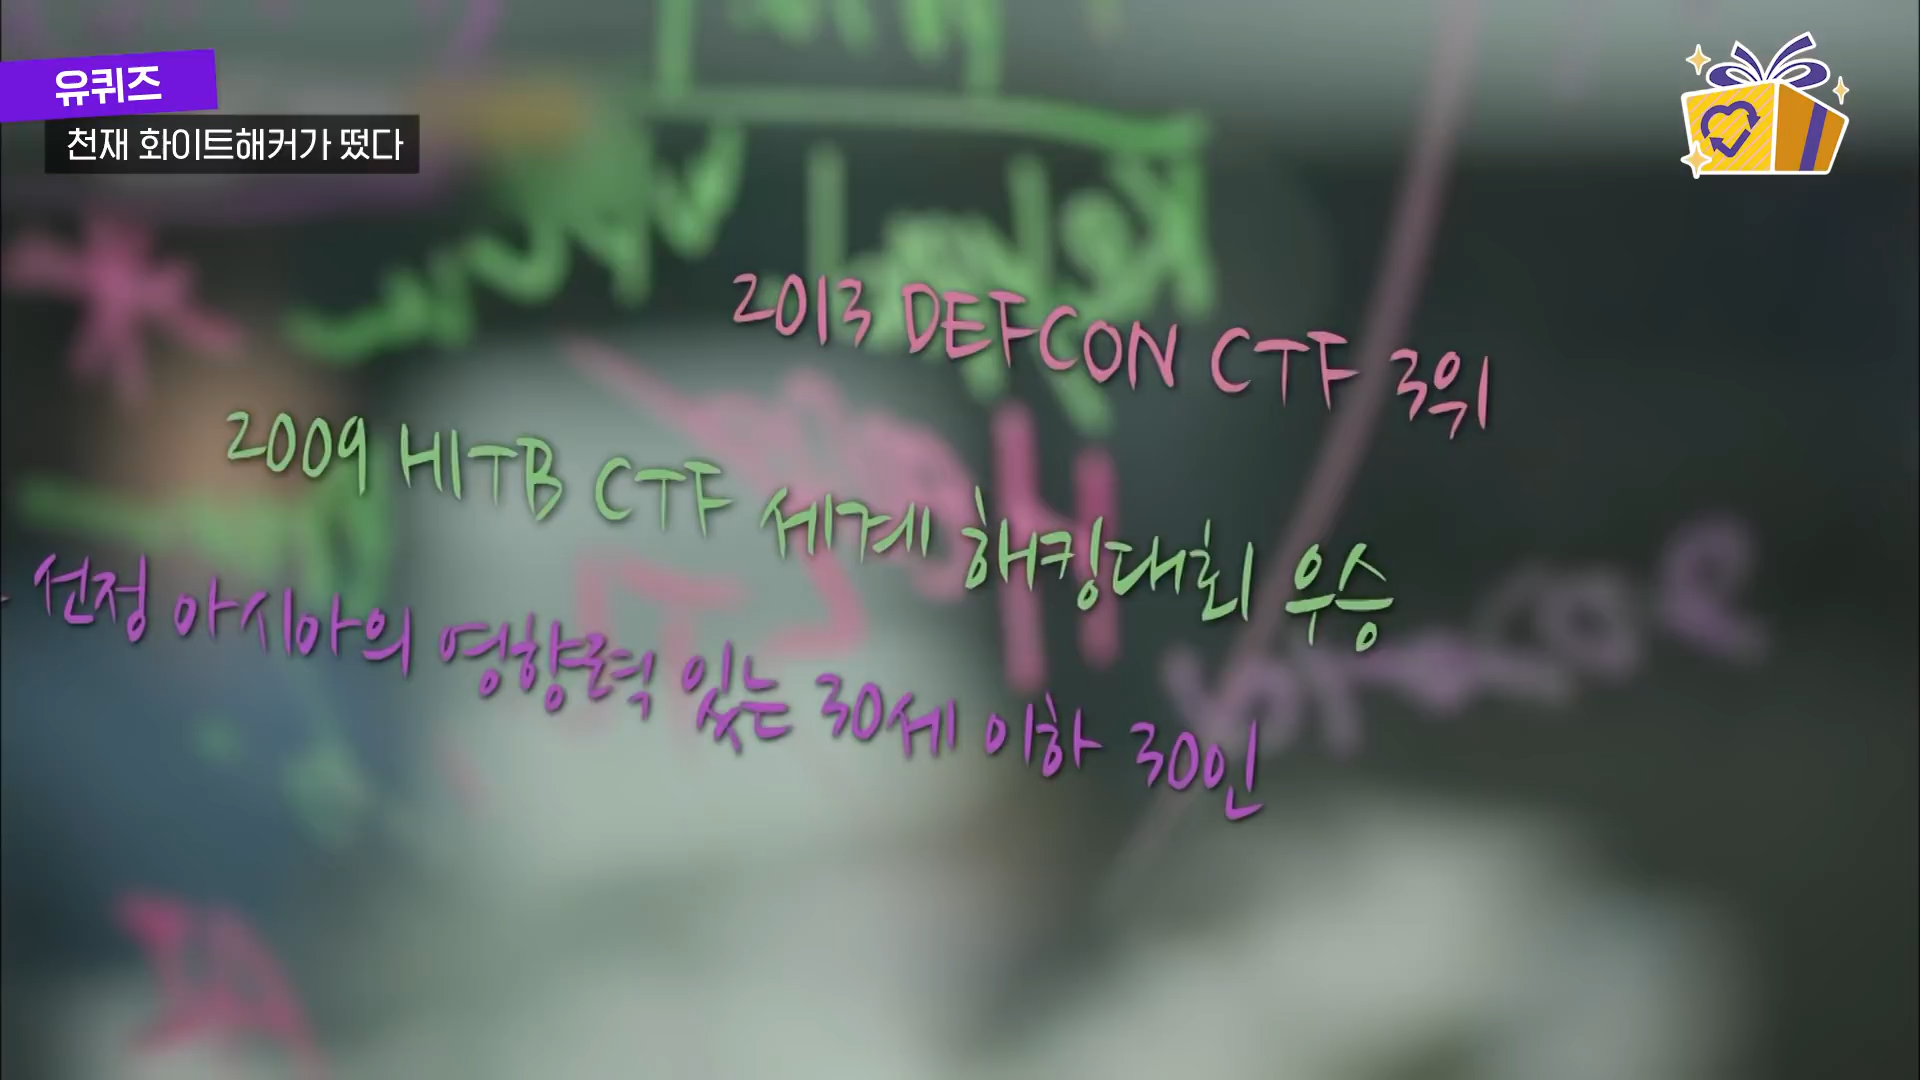 유퀴즈
천재 화이트해커가 떴다
2013 DEFCON CTF 3위
2009 HITB CTF 세계 해킹대회 우승
선정 아시아의 영향력 있는 30세 이하 30인